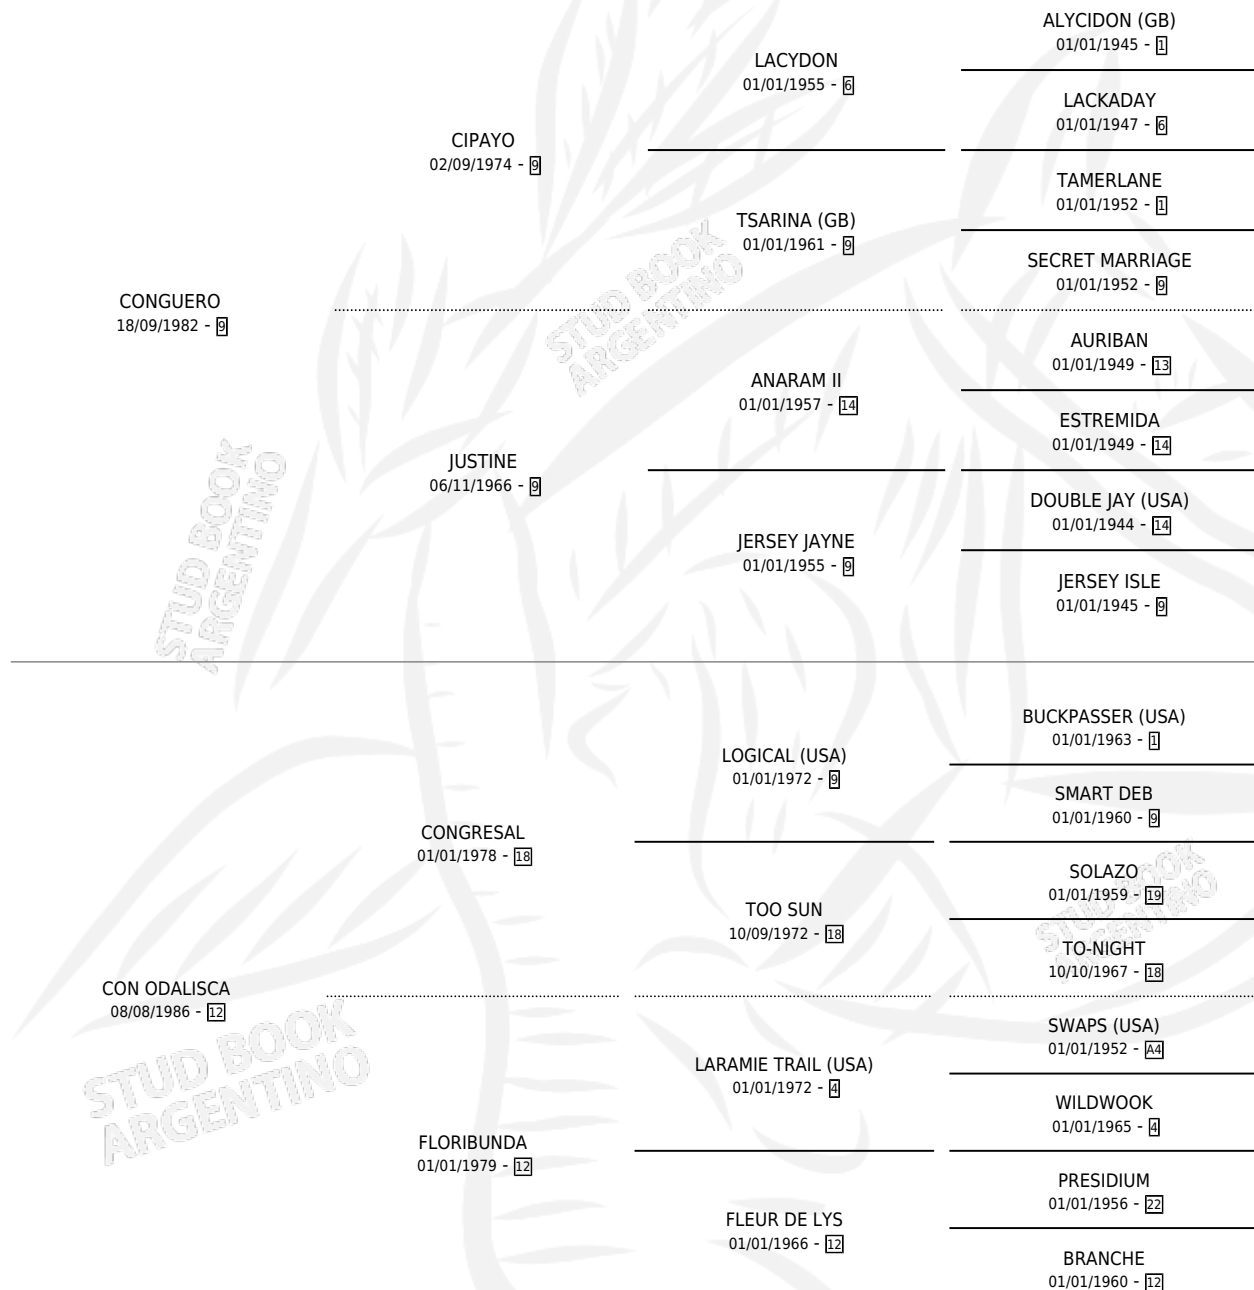 ALYCIDON (GB)
01/01/1945 - 1
LACYDON
01/01/1955 - 6
LACKADAY
01/01/1947 - 6
CIPAYO
02/09/1974 - 9
TAMERLANE
01/01/1952 - 1
TSARINA (GB)
01/01/1961 - 9
SECRET MARRIAGE
01/01/1952 - 9
CONGUERO
18/09/1982 - 9
STUD BOOK
ARGENTINO
AURIBAN
01/01/1949 - 13
ANARAM II
01/01/1957 - 14
ESTREMIDA
01/01/1949 - 14
JUSTINE
06/11/1966 - 9
DOUBLE JAY (USA)
01/01/1944 - 14
JERSEY JAYNE
01/01/1955 - 9
JERSEY ISLE
01/01/1945 - 9
STUD BOOK
ARGENTINO
BUCKPASSER (USA)
01/01/1963 - 1
LOGICAL (USA)
01/01/1972 - 9
SMART DEB
01/01/1960 - 9
CONGRESAL
01/01/1978 - 18
SOLAZO
01/01/1959 - 19
TOO SUN
10/09/1972 - 18
TO-NIGHT
10/10/1967 - 18
STUD BOOK
ARGENTINO
CON ODALISCA
08/08/1986 - 12
SWAPS (USA)
01/01/1952 - A4
LARAMIE TRAIL (USA)
01/01/1972 - 4
WILDWOOK
01/01/1965 - 4
STUD BOOK
ARGENTINO
FLORIBUNDA
01/01/1979 - 12
PRESIDIUM
01/01/1956 - 22
FLEUR DE LYS
01/01/1966 - 12
BRANCHE
01/01/1960 - 12